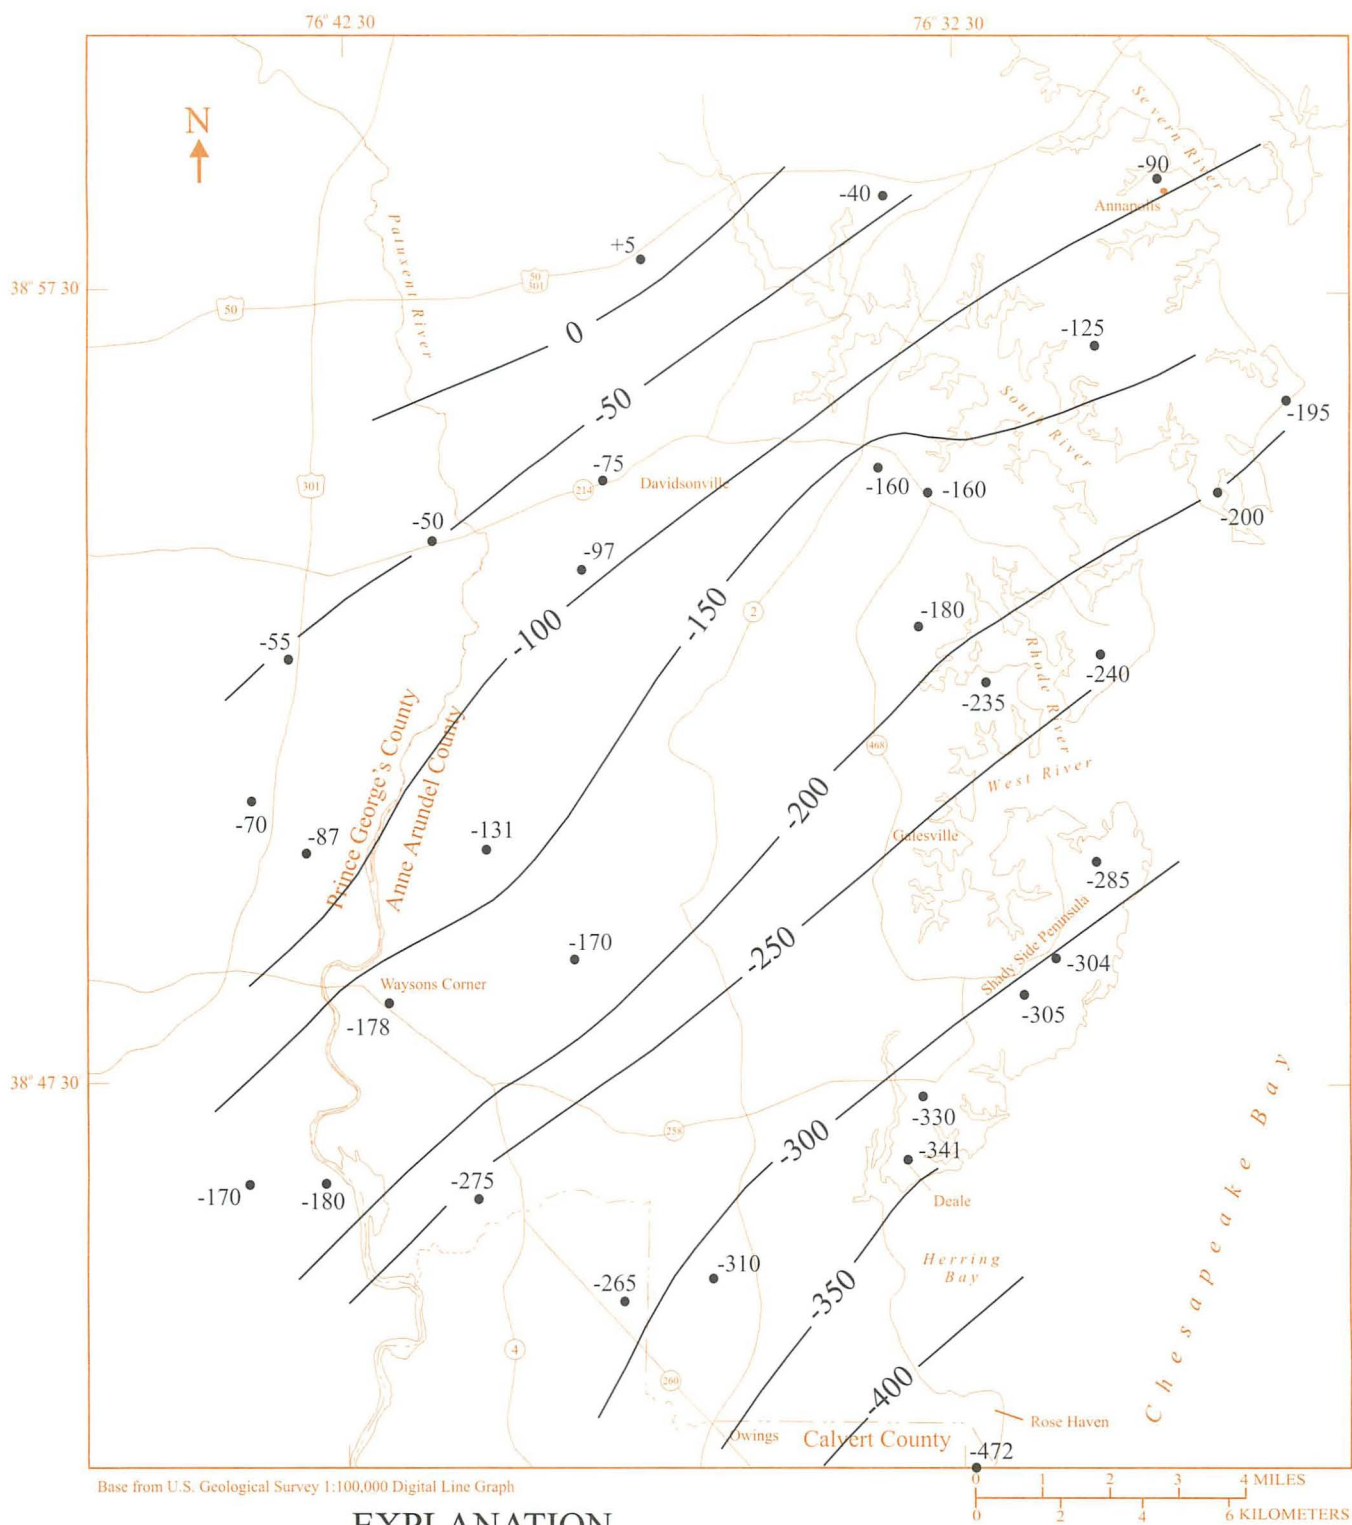 76° 42 30
76° 32 30
N
Severn River
-90
Annapolis
-40
+5
Patuxent River
38° 57 30
50
50
301
0
-125
-50
South River
-195
301
-75
214
Davidsonville
-160
-160
-200
-50
-97
-150
2
-100
-180
-55
Rhode River
-240
-235
Prince George's County
Anne Arundel County
468
West River
-200
-70
-87
-131
Galesville
-285
Shady Side Peninsula
-170
-250
-304
Waysons Corner
-305
-178
38° 47 30
Chesapeake Bay
-330
258
-300
-341
-170
-180
-275
Deale
Herring
Bay
-310
-265
-350
4
260
-400
Rose Haven
Owings
Calvert County
-472
Base from U.S. Geological Survey 1:100,000 Digital Line Graph
0 1 2 3 4 MILES
0 2 4 6 KILOMETERS
EXPLANATION